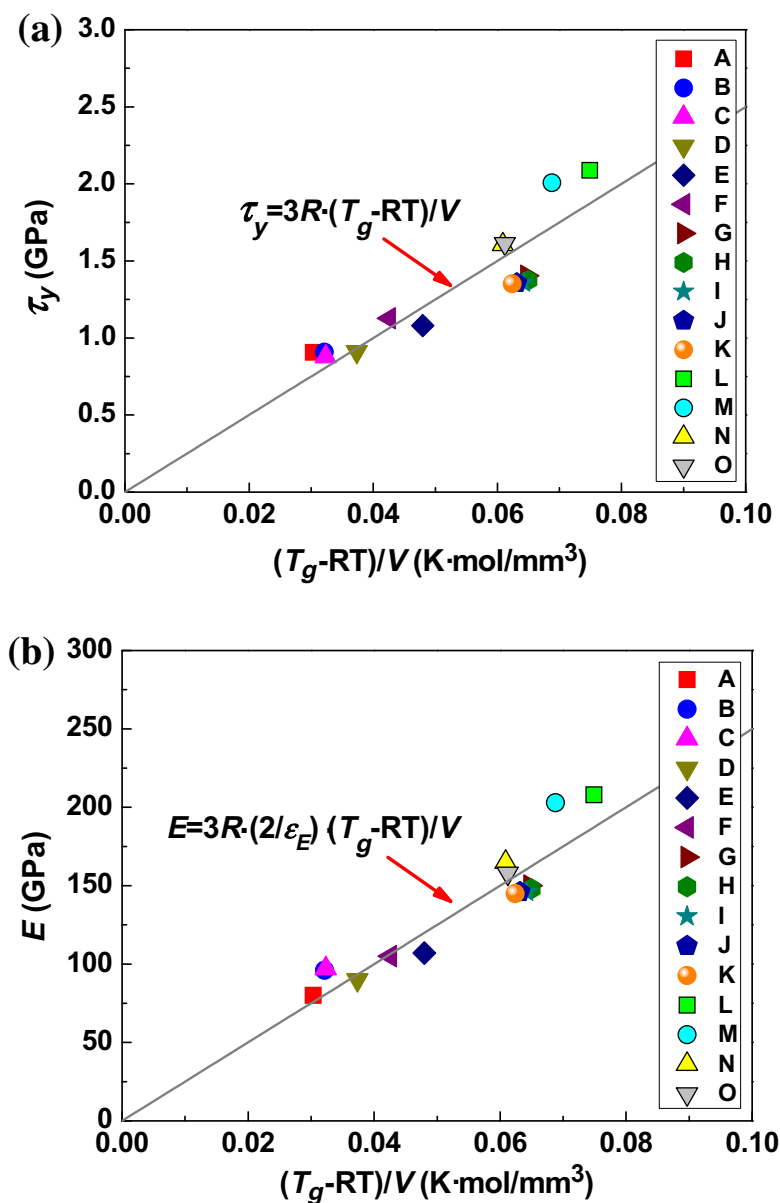 (a)
3.0
2.5
2.0
1.5
1.0
0.5
0.0
τy (GPa)
τy=3R·(Tg-RT)/V
A
B
C
D
E
F
G
H
I
J
K
L
M
N
O
0.00 0.02 0.04 0.06 0.08 0.10
(Tg-RT)/V (K·mol/mm³)
(b)
300
250
200
150
100
50
0
E (GPa)
E=3R·(2/εE)·(Tg-RT)/V
A
B
C
D
E
F
G
H
I
J
K
L
M
N
O
0.00 0.02 0.04 0.06 0.08 0.10
(Tg-RT)/V (K·mol/mm³)